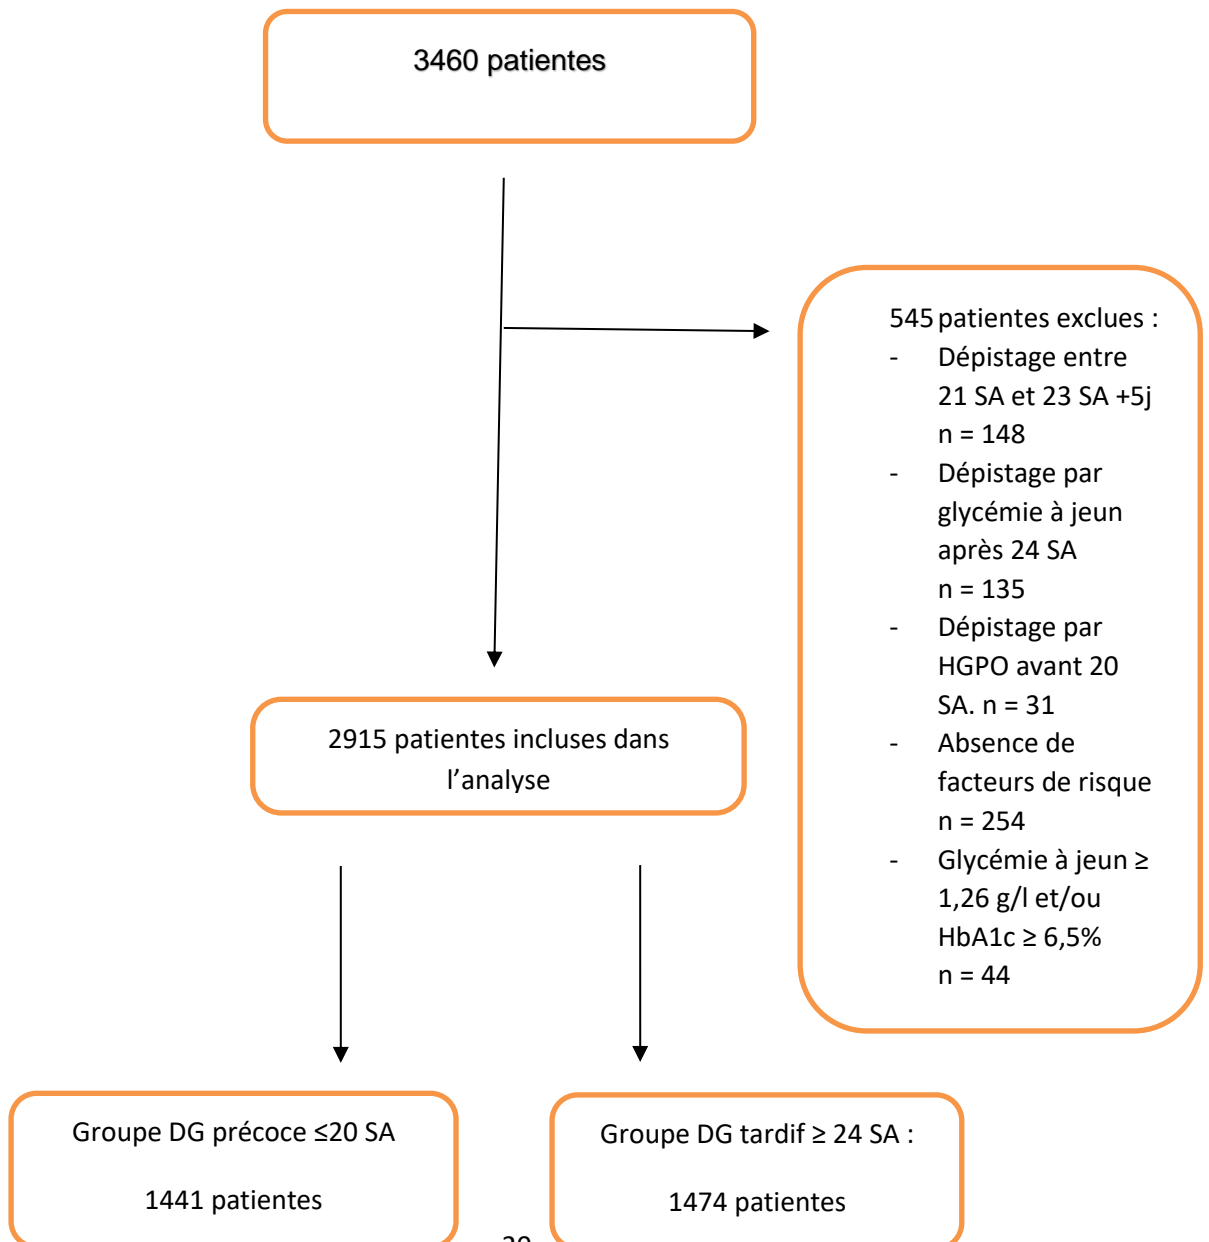 3460 patientes
545 patientes exclues :
- Dépistage entre
21 SA et 23 SA +5j
n = 148
- Dépistage par
glycémie à jeun
après 24 SA
n = 135
- Dépistage par
HGPO avant 20
SA. n = 31
- Absence de
facteurs de risque
n = 254
- Glycémie à jeun ≥
1,26 g/l et/ou
HbA1c ≥ 6,5%
n = 44
2915 patientes incluses dans
l’analyse
Groupe DG précoce ≤20 SA
1441 patientes
Groupe DG tardif ≥ 24 SA :
1474 patientes